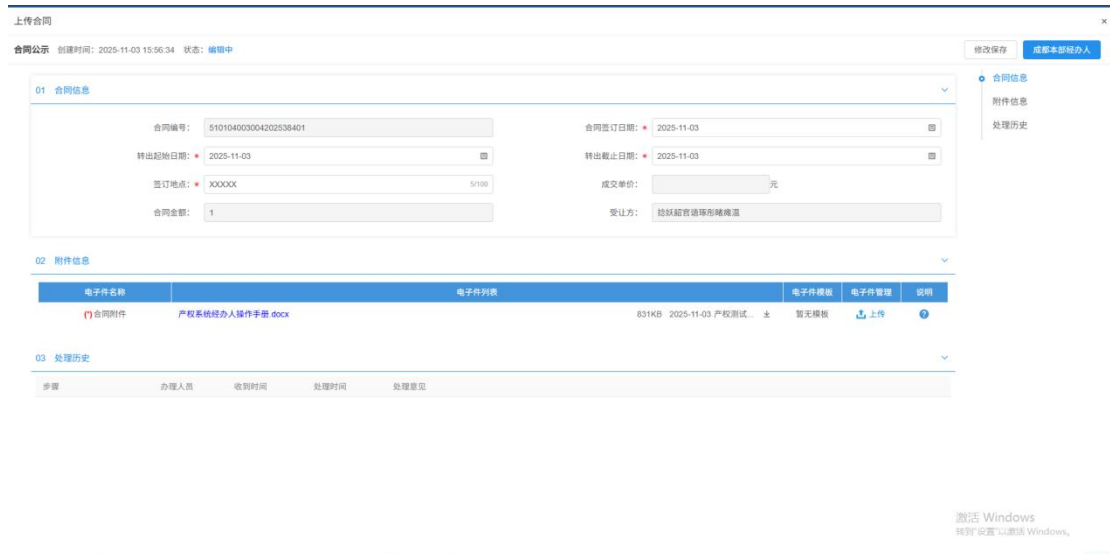 上传合同 ×
合同公示 创建时间：2025-11-03 15:56:34 状态：编辑中 修改保存 成都本部经办人
01 合同信息
合同信息
附件信息
处理历史
合同编号： 510104003004202538401 合同签订日期：* 2025-11-03
转出起始日期：* 2025-11-03 转出截止日期：* 2025-11-03
签订地点：* XXXXX 5/100 成交单价： 元
合同金额： 1 受让方：
02 附件信息
电子件名称 电子件列表 电子件模板 电子件管理 说明
(*)合同附件 产权系统经办人操作手册.docx 831KB 2025-11-03 产权测试... 暂无模板 上传
03 处理历史
步骤 办理人员 收到时间 处理时间 处理意见
激活 Windows
转到"设置"以激活 Windows。